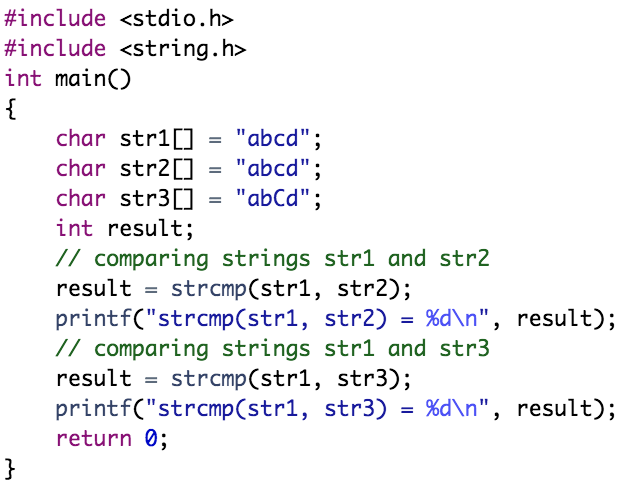 #include <stdio.h>
#include <string.h>
int main()
{
    char str1[] = "abcd";
    char str2[] = "abcd";
    char str3[] = "abCd";
    int result;
    // comparing strings str1 and str2
    result = strcmp(str1, str2);
    printf("strcmp(str1, str2) = %d\n", result);
    // comparing strings str1 and str3
    result = strcmp(str1, str3);
    printf("strcmp(str1, str3) = %d\n", result);
    return 0;
}